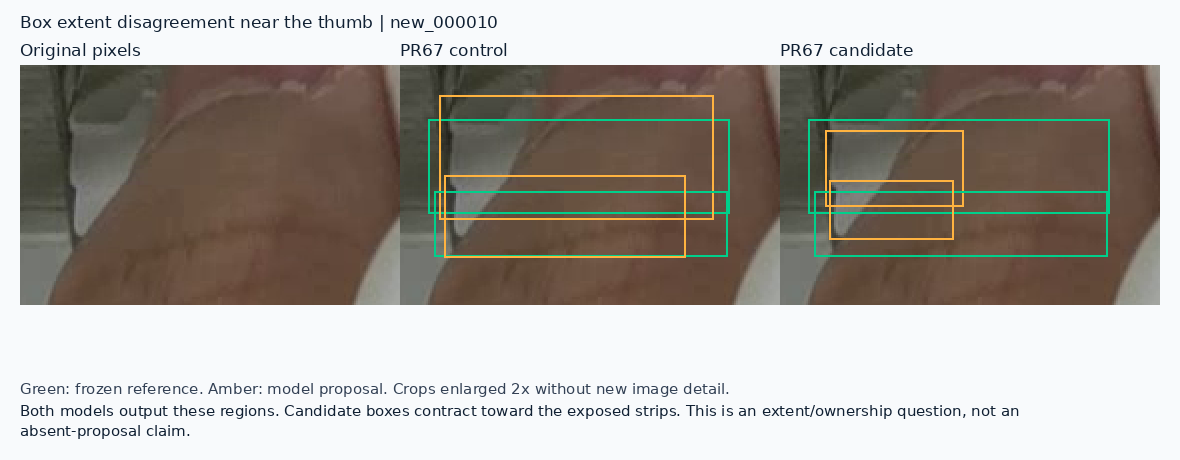 Box extent disagreement near the thumb | new_000010
Original pixels
PR67 control
PR67 candidate
Green: frozen reference. Amber: model proposal. Crops enlarged 2x without new image detail.
Both models output these regions. Candidate boxes contract toward the exposed strips. This is an extent/ownership question, not an
absent-proposal claim.